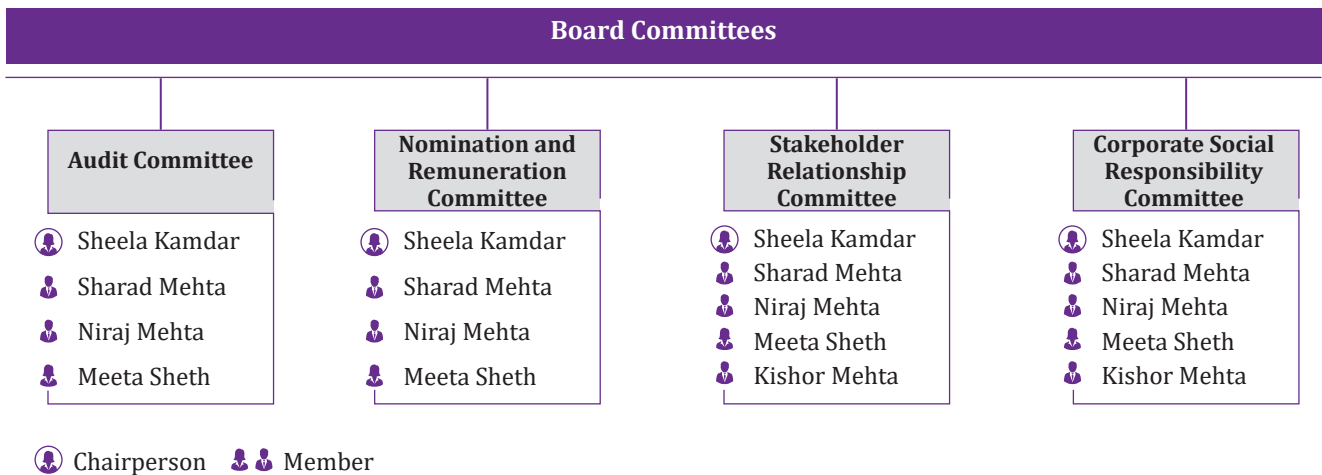 Board Committees
Audit Committee
Sheela Kamdar
Sharad Mehta
Niraj Mehta
Meeta Sheth
Nomination and
Remuneration
Committee
Sheela Kamdar
Sharad Mehta
Niraj Mehta
Meeta Sheth
Stakeholder
Relationship
Committee
Sheela Kamdar
Sharad Mehta
Niraj Mehta
Meeta Sheth
Kishor Mehta
Corporate Social
Responsibility
Committee
Sheela Kamdar
Sharad Mehta
Niraj Mehta
Meeta Sheth
Kishor Mehta
Chairperson Member